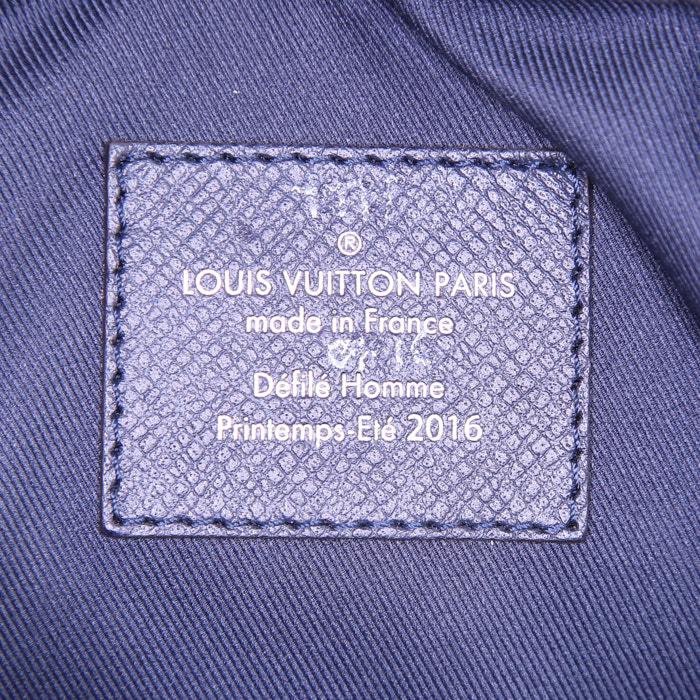 ®
LOUIS VUITTON PARIS
made in France
Défilé Homme
Printemps-Eté 2016